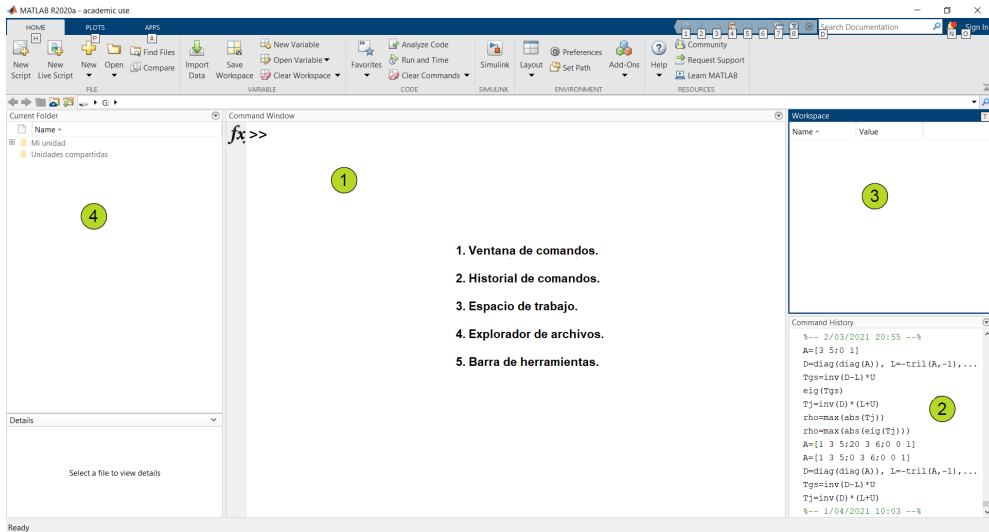 MATLAB R2020a - academic use
HOME PLOTS APPS
H P A
1 2 3 4 5 6 7 8 Search Documentation D N Sign In
New Script
New Live Script
New
Open
Find Files
Compare
FILE
Import Data
Save Workspace
New Variable
Open Variable
Clear Workspace
VARIABLE
Favorites
Analyze Code
Run and Time
Clear Commands
CODE
Simulink
SIMULINK
Layout
Preferences
Set Path
Add-Ons
ENVIRONMENT
Help
Community
Request Support
Learn MATLAB
RESOURCES
G:
Current Folder
Name
Mi unidad
Unidades compartidas
4
Details
Select a file to view details
Command Window
fx >>
1
1. Ventana de comandos.
2. Historial de comandos.
3. Espacio de trabajo.
4. Explorador de archivos.
5. Barra de herramientas.
Workspace
Name Value
3
Command History
%-- 2/03/2021 20:55 --%
A=[3 5;0 1]
D=diag(diag(A)), L=-tril(A,-1),...
Tgs=inv(D-L)*U
eig(Tgs)
Tj=inv(D)*(L+U)
rho=max(abs(Tj))
rho=max(abs(eig(Tj)))
A=[1 3 5;20 3 6;0 0 1]
A=[1 3 5;0 3 6;0 0 1]
D=diag(diag(A)), L=-tril(A,-1),...
Tgs=inv(D-L)*U
Tj=inv(D)*(L+U)
%-- 1/04/2021 10:03 --%
2
Ready